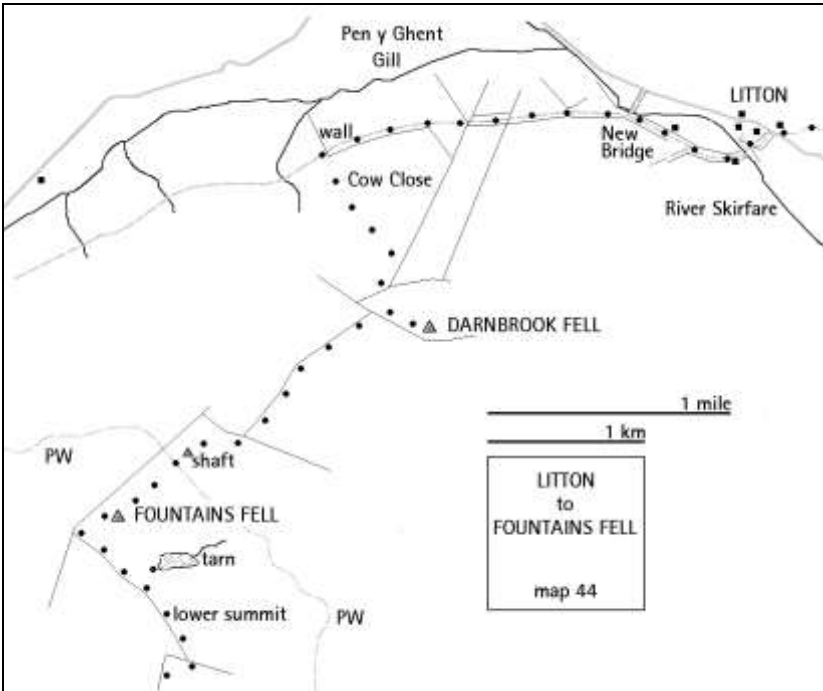 Pen y Ghent
Gill
LITTON
wall
New
Bridge
Cow Close
River Skirfare
DARNBROOK FELL
1 mile
1 km
PW
shaft
LITTON
to
FOUNTAINS FELL
map 44
FOUNTAINS FELL
tarn
lower summit
PW